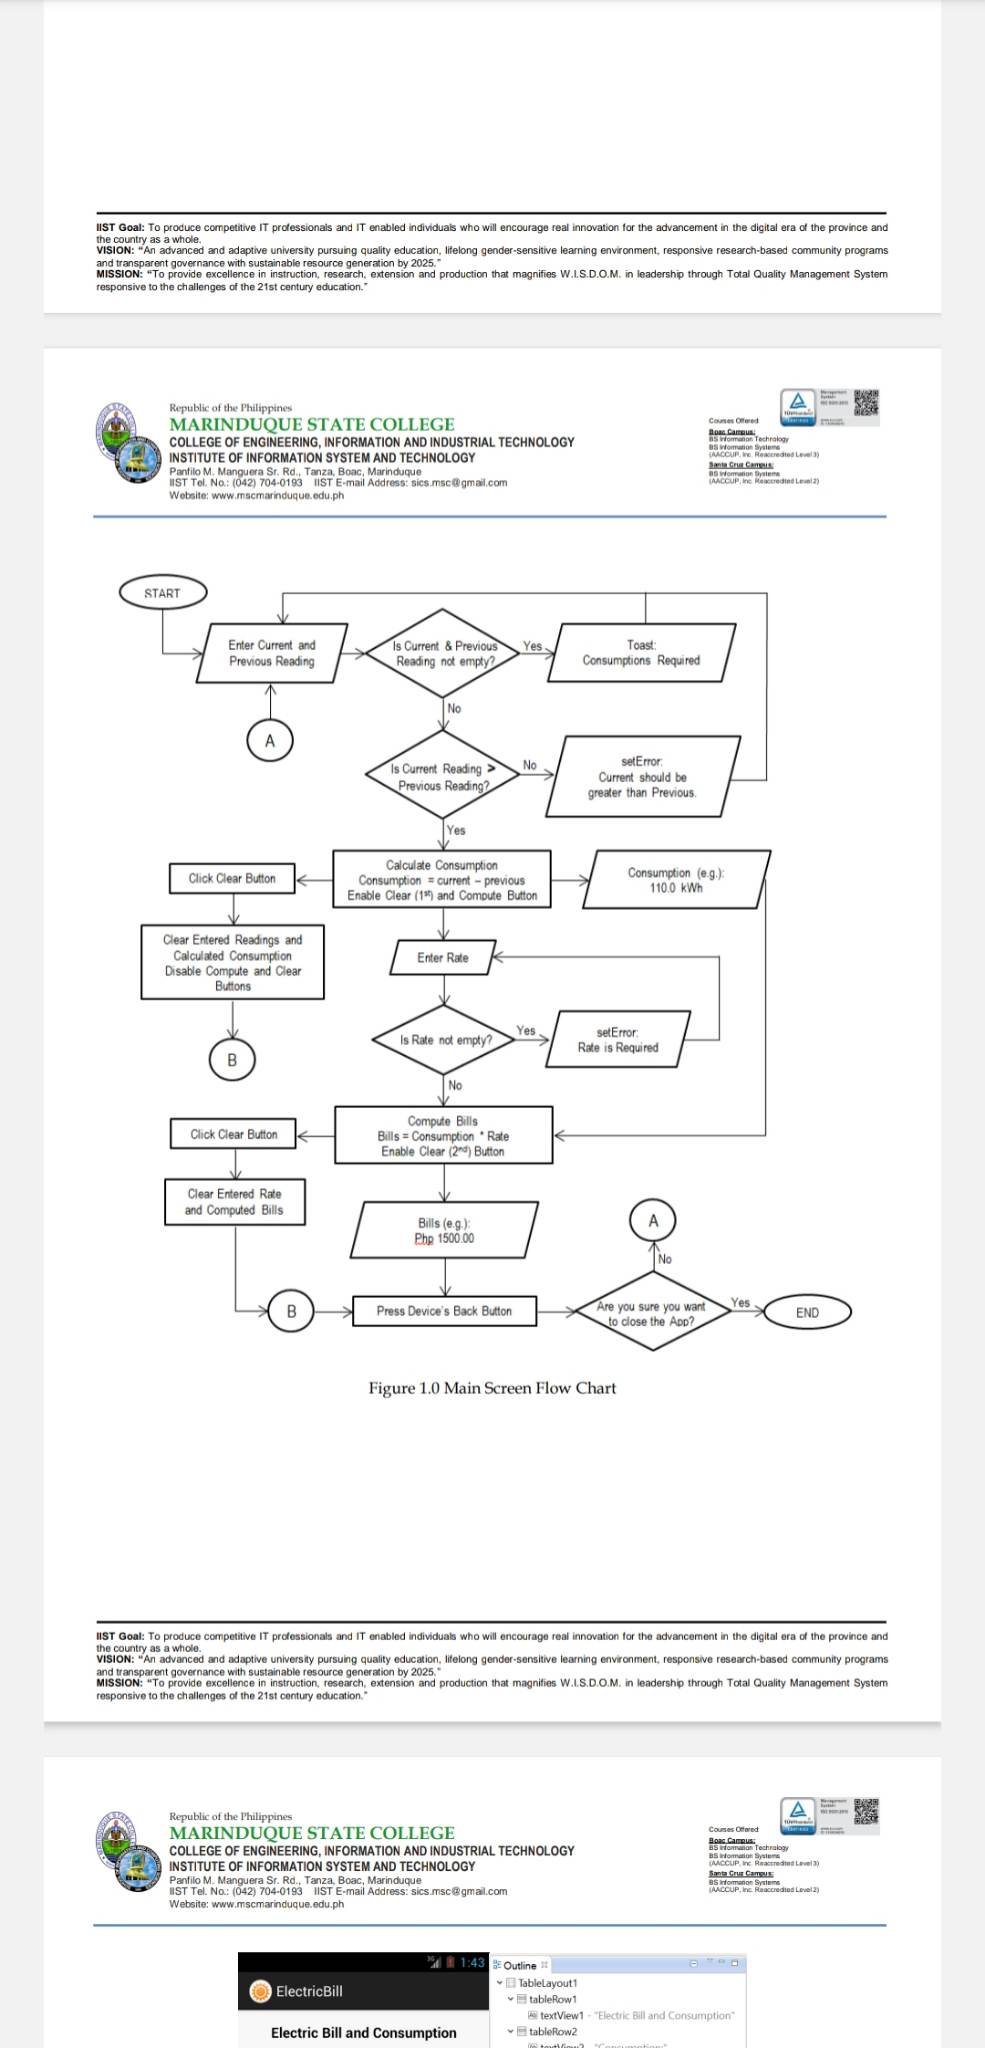 IIST Goal: To produce competitive IT professionals and IT enabled individuals who will encourage real innovation for the advancement in the digital era of the province and
the country as a whole.
VISION: "An advanced and adaptive university pursuing quality education, lifelong gender-sensitive learning environment, responsive research-based community programs
and transparent governance with sustainable resource generation by 2025."
MISSION: "To provide excellence in instruction, research, extension and production that magnifies W.I.S.D.O.M. in leadership through Total Quality Management System
responsive to the challenges of the 21st century education."
Republic of the Philippines
MARINDUQUE STATE COLLEGE
COLLEGE OF ENGINEERING, INFORMATION AND INDUSTRIAL TECHNOLOGY
INSTITUTE OF INFORMATION SYSTEM AND TECHNOLOGY
Panfilo M. Manguera Sr. Rd., Tanza, Boac, Marinduque
IIST Tel. No.: (042) 704-0193 IIST E-mail Address: sics.msc@gmail.com
Website: www.mscmarinduque.edu.ph
Courses Offered
Boac Campus:
BS Information Technology
BS Information Systems
(AACCUP, Inc. Reaccredited Level 3)
Santa Cruz Campus:
BS Information Systems
(AACCUP, Inc. Reaccredited Level 2)
START
Enter Current and
Previous Reading
Is Current & Previous
Reading not empty?
Yes
Toast:
Consumptions Required
No
A
Is Current Reading >
Previous Reading?
No
setError:
Current should be
greater than Previous.
Yes
Click Clear Button
Calculate Consumption
Consumption = current – previous
Enable Clear (1st) and Compute Button
Consumption (e.g.):
110.0 kWh
Clear Entered Readings and
Calculated Consumption
Disable Compute and Clear
Buttons
Enter Rate
B
Is Rate not empty?
Yes
setError:
Rate is Required
No
Click Clear Button
Compute Bills
Bills = Consumption * Rate
Enable Clear (2nd) Button
Clear Entered Rate
and Computed Bills
Bills (e.g.):
Php 1500.00
A
No
B
Press Device's Back Button
Are you sure you want
to close the App?
Yes
END
Figure 1.0 Main Screen Flow Chart
IIST Goal: To produce competitive IT professionals and IT enabled individuals who will encourage real innovation for the advancement in the digital era of the province and
the country as a whole.
VISION: "An advanced and adaptive university pursuing quality education, lifelong gender-sensitive learning environment, responsive research-based community programs
and transparent governance with sustainable resource generation by 2025."
MISSION: "To provide excellence in instruction, research, extension and production that magnifies W.I.S.D.O.M. in leadership through Total Quality Management System
responsive to the challenges of the 21st century education."
Republic of the Philippines
MARINDUQUE STATE COLLEGE
COLLEGE OF ENGINEERING, INFORMATION AND INDUSTRIAL TECHNOLOGY
INSTITUTE OF INFORMATION SYSTEM AND TECHNOLOGY
Panfilo M. Manguera Sr. Rd., Tanza, Boac, Marinduque
IIST Tel. No.: (042) 704-0193 IIST E-mail Address: sics.msc@gmail.com
Website: www.mscmarinduque.edu.ph
Courses Offered
Boac Campus:
BS Information Technology
BS Information Systems
(AACCUP, Inc. Reaccredited Level 3)
Santa Cruz Campus:
BS Information Systems
(AACCUP, Inc. Reaccredited Level 2)
3G 1:43
ElectricBill
Electric Bill and Consumption
Outline
TableLayout1
tableRow1
textView1 - "Electric Bill and Consumption"
tableRow2